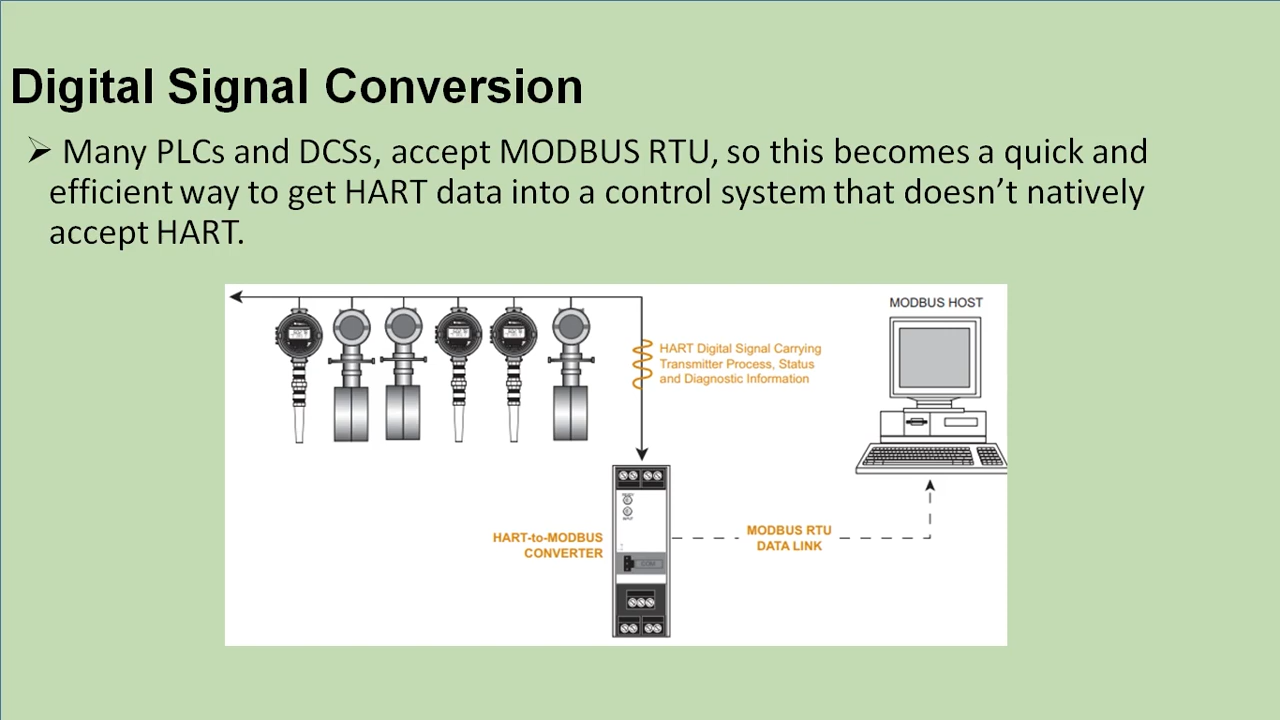 Digital Signal Conversion
➢ Many PLCs and DCSs, accept MODBUS RTU, so this becomes a quick and
efficient way to get HART data into a control system that doesn’t natively
accept HART.
MODBUS HOST
HART Digital Signal Carrying
Transmitter Process, Status
and Diagnostic Information
HART-to-MODBUS
CONVERTER
COM
MODBUS RTU
DATA LINK